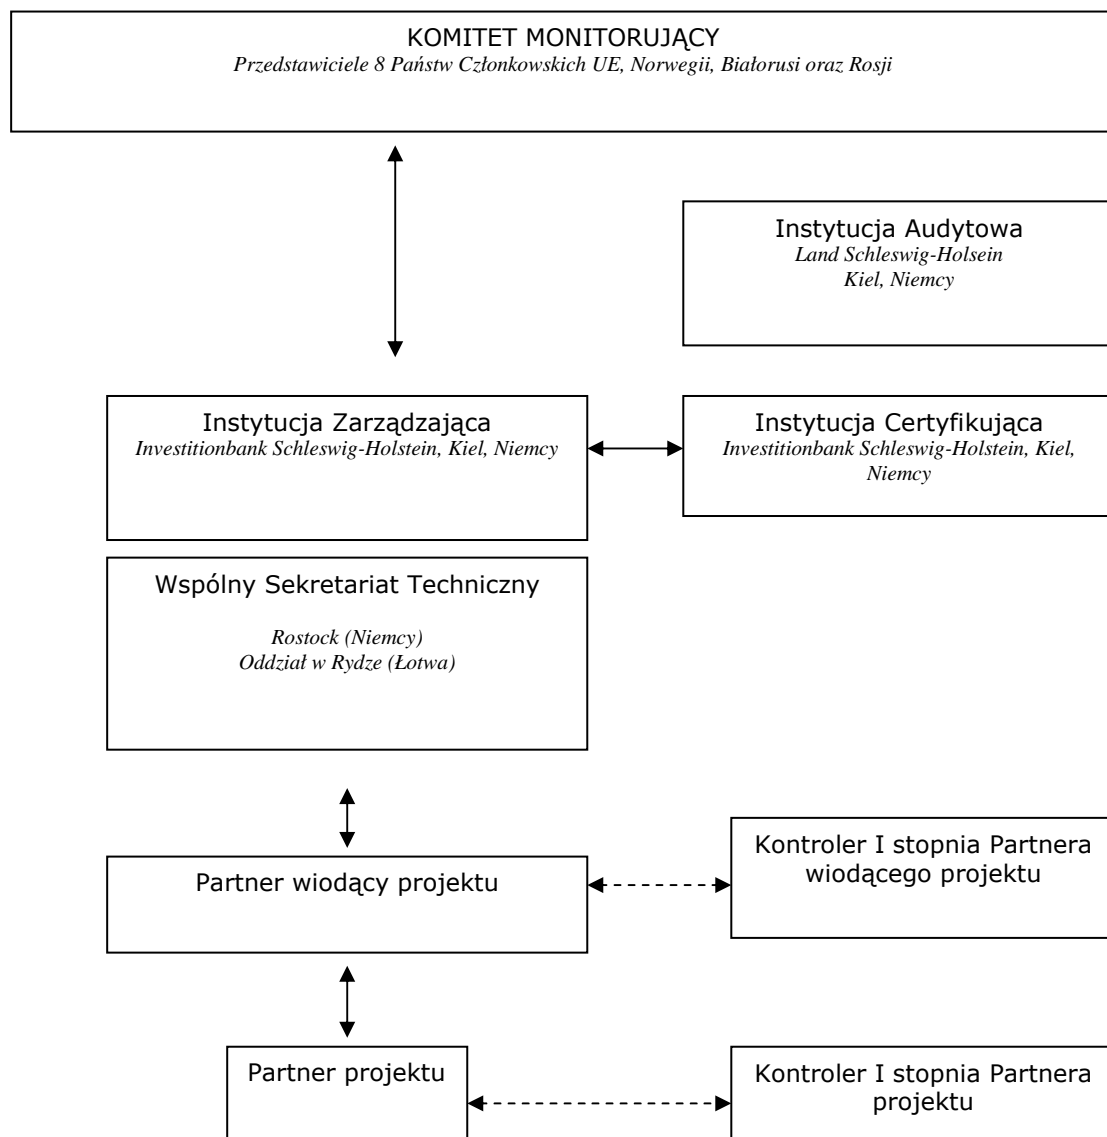 KOMITET MONITORUJĄCY
Przedstawiciele 8 Państw Członkowskich UE, Norwegii, Białorusi oraz Rosji
Instytucja Audytowa
Land Schleswig-Holsein
Kiel, Niemcy
Instytucja Zarządzająca
Investitionbank Schleswig-Holstein, Kiel, Niemcy
Instytucja Certyfikująca
Investitionbank Schleswig-Holstein, Kiel,
Niemcy
Wspólny Sekretariat Techniczny
Rostock (Niemcy)
Oddział w Rydze (Łotwa)
Partner wiodący projektu
Kontroler I stopnia Partnera
wiodącego projektu
Partner projektu
Kontroler I stopnia Partnera
projektu